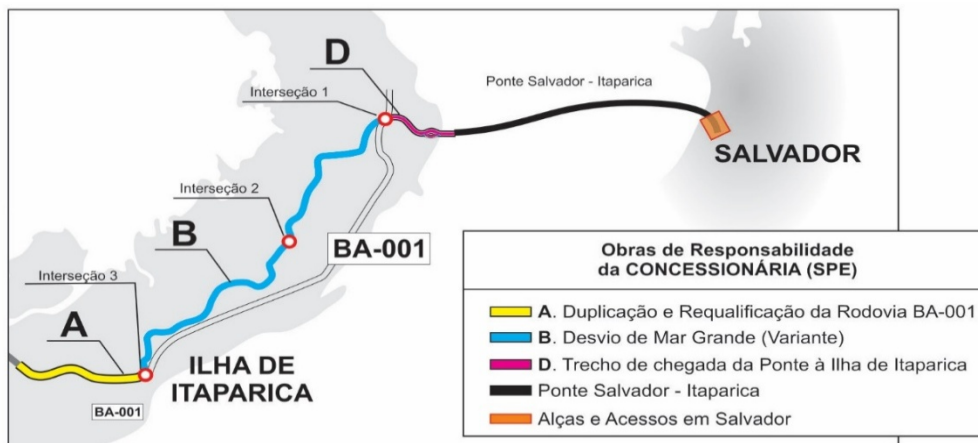 D
Interseção 1
Ponte Salvador - Itaparica
SALVADOR
Interseção 2
B
BA-001
Interseção 3
A
ILHA DE
ITAPARICA
BA-001
Obras de Responsabilidade
da CONCESSIONÁRIA (SPE)
A. Duplicação e Requalificação da Rodovia BA-001
B. Desvio de Mar Grande (Variante)
D. Trecho de chegada da Ponte à Ilha de Itaparica
Ponte Salvador - Itaparica
Alças e Acessos em Salvador